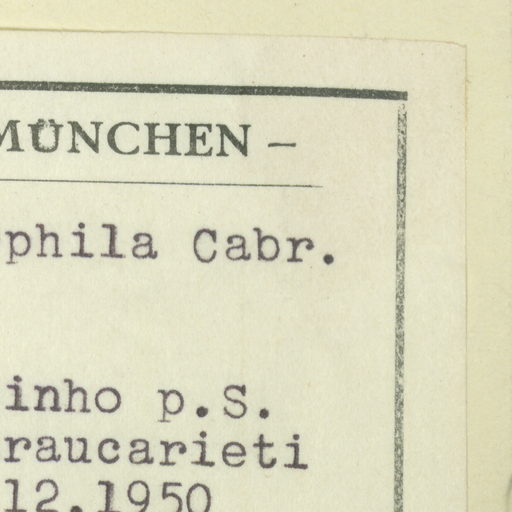 MÜNCHEN –
phila Cabr.
inho p.S.
raucarieti
12.1950